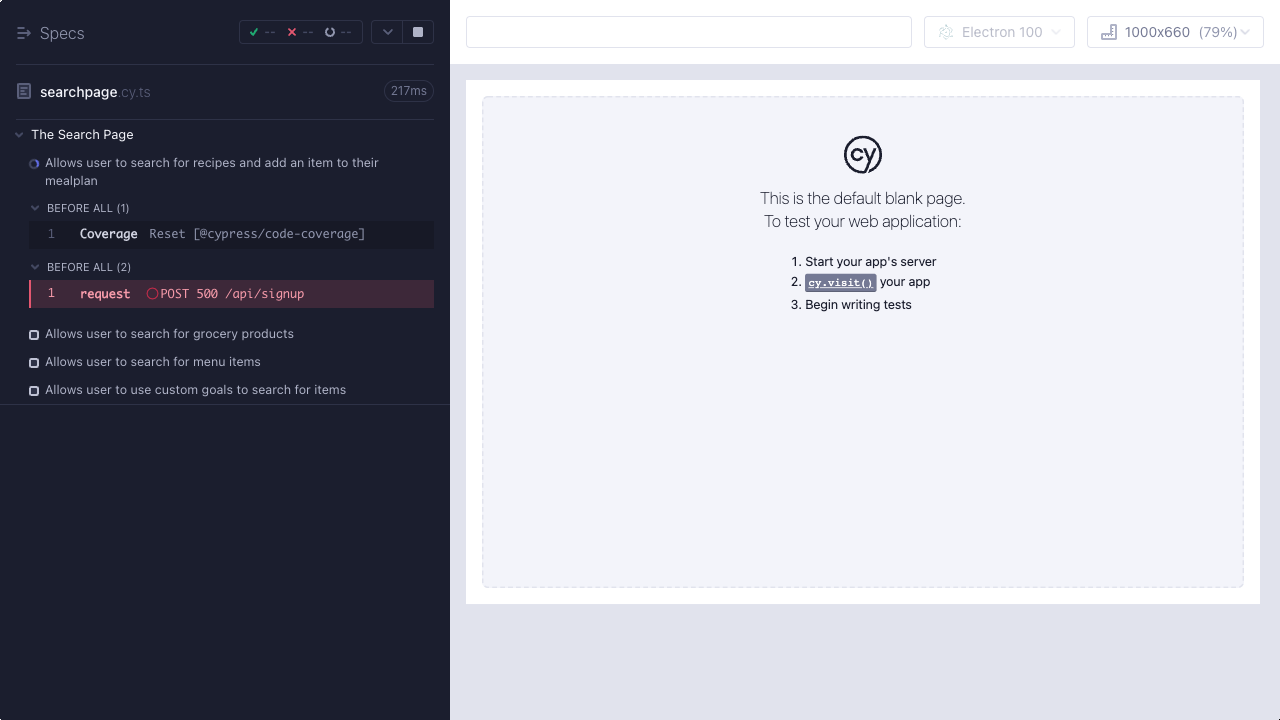 Specs
--
--
--
Electron 100
1000x660 (79%)
searchpage.cy.ts
217ms
The Search Page
Allows user to search for recipes and add an item to their
mealplan
BEFORE ALL (1)
1 Coverage Reset [@cypress/code-coverage]
BEFORE ALL (2)
1 request POST 500 /api/signup
Allows user to search for grocery products
Allows user to search for menu items
Allows user to use custom goals to search for items
cy
This is the default blank page.
To test your web application:
1. Start your app's server
2. cy.visit() your app
3. Begin writing tests